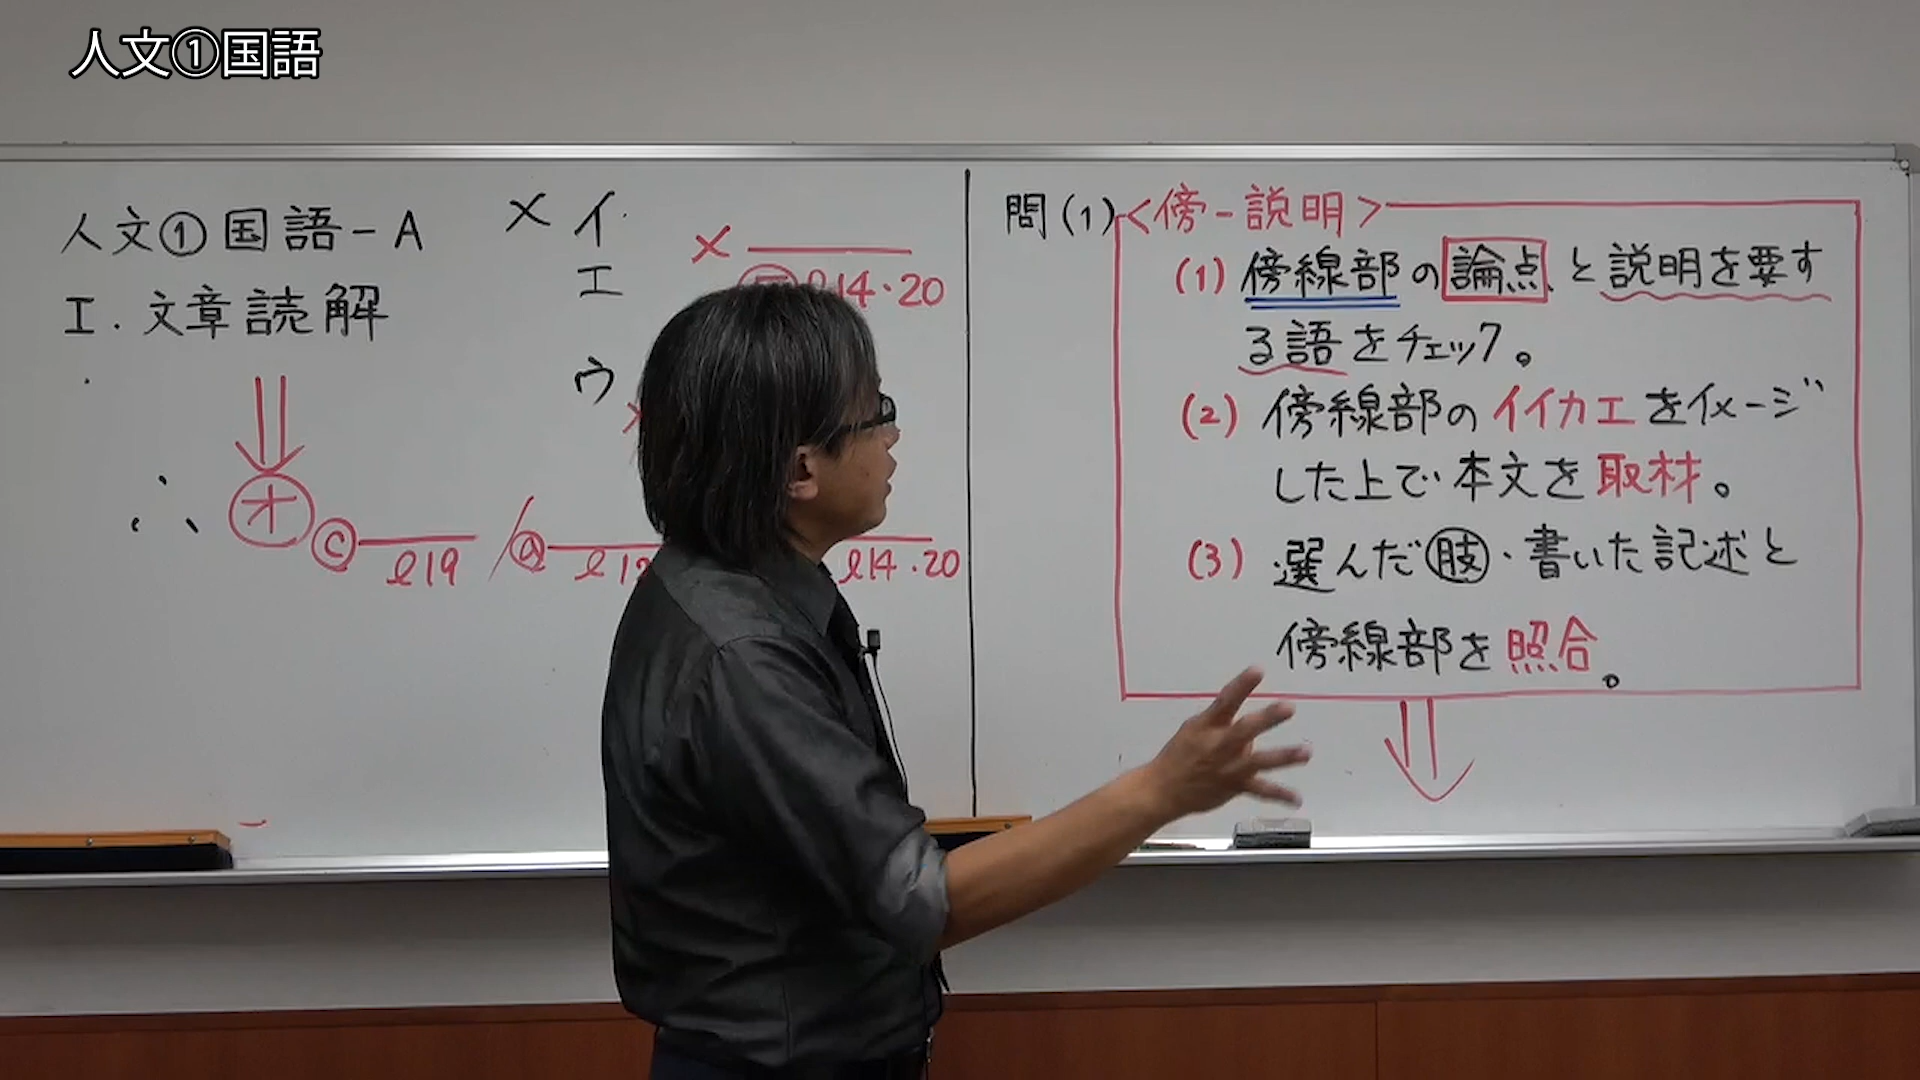 人文①国語
人文①国語-A
I. 文章読解
∴ オ
ⓒ l19 / ⓐ l1
l14・20
× イ.
エ
ウ ×
×
l14・20
問(1) <傍-説明>
(1) 傍線部の論点と説明を要す
る語をチェック。
(2) 傍線部のイイカエをイメージ
した上で本文を取材。
(3) 選んだ肢・書いた記述と
傍線部を照合。